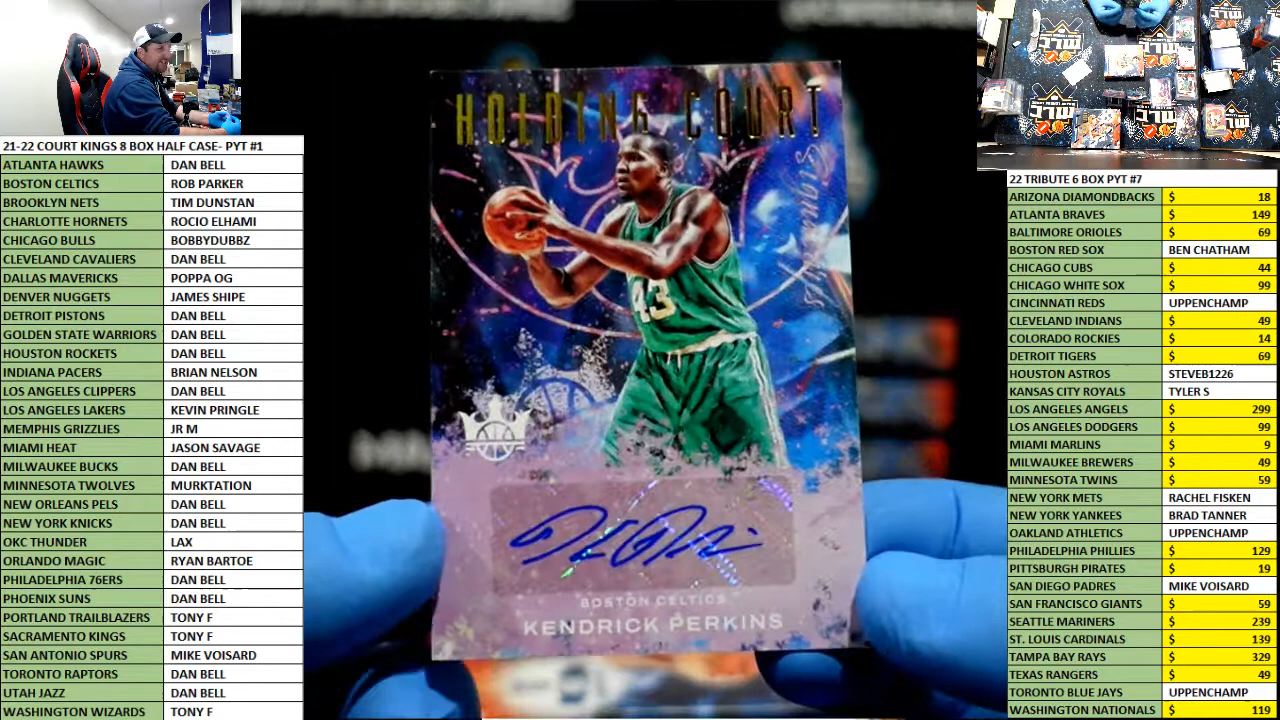 21-22 COURT KINGS 8 BOX HALF CASE- PYT #1
ATLANTA HAWKS DAN BELL
BOSTON CELTICS ROB PARKER
BROOKLYN NETS TIM DUNSTAN
CHARLOTTE HORNETS ROCIO ELHAMI
CHICAGO BULLS BOBBYDUBBZ
CLEVELAND CAVALIERS DAN BELL
DALLAS MAVERICKS POPPA OG
DENVER NUGGETS JAMES SHIPE
DETROIT PISTONS DAN BELL
GOLDEN STATE WARRIORS DAN BELL
HOUSTON ROCKETS DAN BELL
INDIANA PACERS BRIAN NELSON
LOS ANGELES CLIPPERS DAN BELL
LOS ANGELES LAKERS KEVIN PRINGLE
MEMPHIS GRIZZLIES JR M
MIAMI HEAT JASON SAVAGE
MILWAUKEE BUCKS DAN BELL
MINNESOTA TWOLVES MURKTATION
NEW ORLEANS PELS DAN BELL
NEW YORK KNICKS DAN BELL
OKC THUNDER LAX
ORLANDO MAGIC RYAN BARTOE
PHILADELPHIA 76ERS DAN BELL
PHOENIX SUNS DAN BELL
PORTLAND TRAILBLAZERS TONY F
SACRAMENTO KINGS TONY F
SAN ANTONIO SPURS MIKE VOISARD
TORONTO RAPTORS DAN BELL
UTAH JAZZ DAN BELL
WASHINGTON WIZARDS TONY F
HOLDING COURT
Signatures
43
BOSTON CELTICS
KENDRICK PERKINS
22 TRIBUTE 6 BOX PYT #7
ARIZONA DIAMONDBACKS $ 18
ATLANTA BRAVES $ 149
BALTIMORE ORIOLES $ 69
BOSTON RED SOX BEN CHATHAM
CHICAGO CUBS $ 44
CHICAGO WHITE SOX $ 99
CINCINNATI REDS UPPENCHAMP
CLEVELAND INDIANS $ 49
COLORADO ROCKIES $ 14
DETROIT TIGERS $ 69
HOUSTON ASTROS STEVEB1226
KANSAS CITY ROYALS TYLER S
LOS ANGELES ANGELS $ 299
LOS ANGELES DODGERS $ 99
MIAMI MARLINS $ 9
MILWAUKEE BREWERS $ 49
MINNESOTA TWINS $ 59
NEW YORK METS RACHEL FISKEN
NEW YORK YANKEES BRAD TANNER
OAKLAND ATHLETICS UPPENCHAMP
PHILADELPHIA PHILLIES $ 129
PITTSBURGH PIRATES $ 19
SAN DIEGO PADRES MIKE VOISARD
SAN FRANCISCO GIANTS $ 59
SEATTLE MARINERS $ 239
ST. LOUIS CARDINALS $ 139
TAMPA BAY RAYS $ 329
TEXAS RANGERS $ 49
TORONTO BLUE JAYS UPPENCHAMP
WASHINGTON NATIONALS $ 119